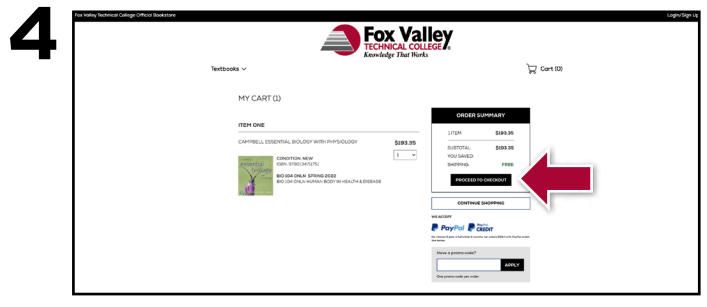 4
Fox Valley Technical College Official Bookstore
Login/Sign Up
Fox Valley
TECHNICAL COLLEGE
Knowledge That Works
Textbooks
Cart (0)
MY CART (1)
ITEM ONE
CAMPBELL ESSENTIAL BIOLOGY WITH PHYSIOLOGY $193.35
1
CONDITION: NEW
BIO 104 ONLN SPRING 2022
BIO 104 ONLN HUMAN BODY IN HEALTH & DISEASE
ORDER SUMMARY
1 ITEM $193.35
SUBTOTAL: $193.35
YOU SAVED:
SHIPPING: FREE
PROCEED TO CHECKOUT
CONTINUE SHOPPING
WE ACCEPT
PayPal PayPal CREDIT
Have a promo code?
APPLY
One promo code per order.